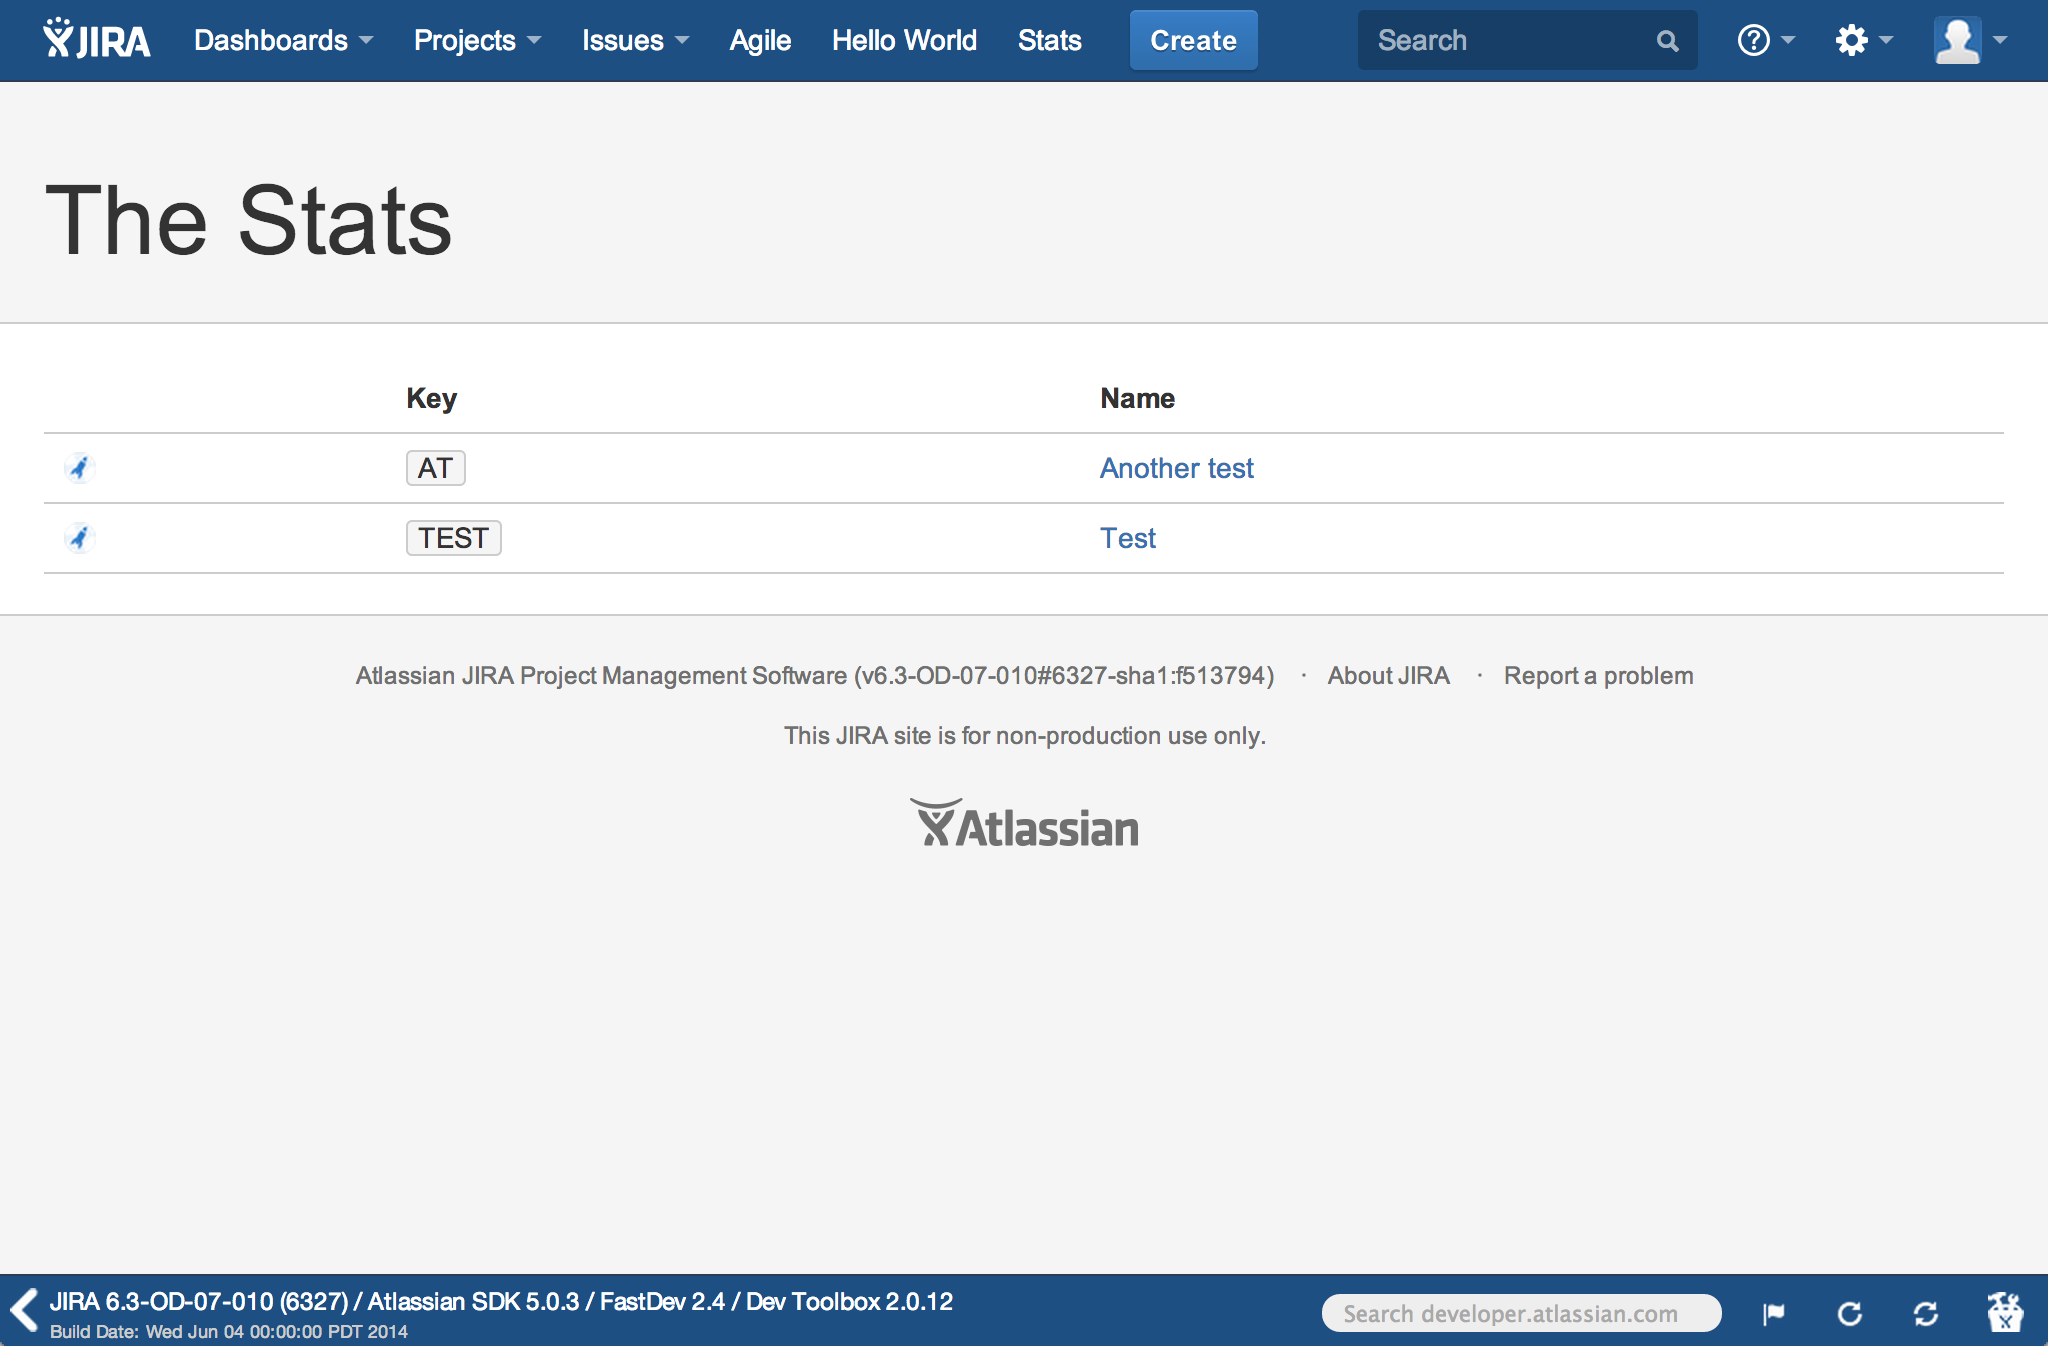 JIRA Dashboards Projects Issues Agile Hello World Stats Create Search
The Stats
Key Name
AT Another test
TEST Test
Atlassian JIRA Project Management Software (v6.3-OD-07-010#6327-sha1:f513794) · About JIRA · Report a problem
This JIRA site is for non-production use only.
Atlassian
JIRA 6.3-OD-07-010 (6327) / Atlassian SDK 5.0.3 / FastDev 2.4 / Dev Toolbox 2.0.12
Build Date: Wed Jun 04 00:00:00 PDT 2014
Search developer.atlassian.com